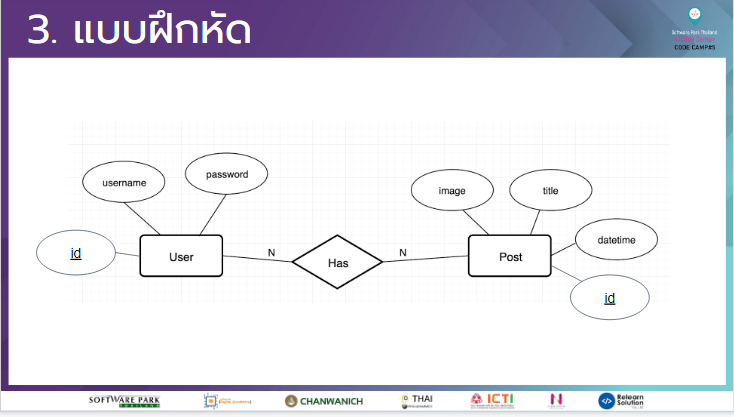 3. แบบฝึกหัด
Software Park Thailand
CODE CAMP#5
username
password
image
title
id
User
N
Has
N
Post
datetime
id
SOFTWARE PARK
THAILAND
CHANWANICH
THAI
ICTI
N
Relearn
Solution